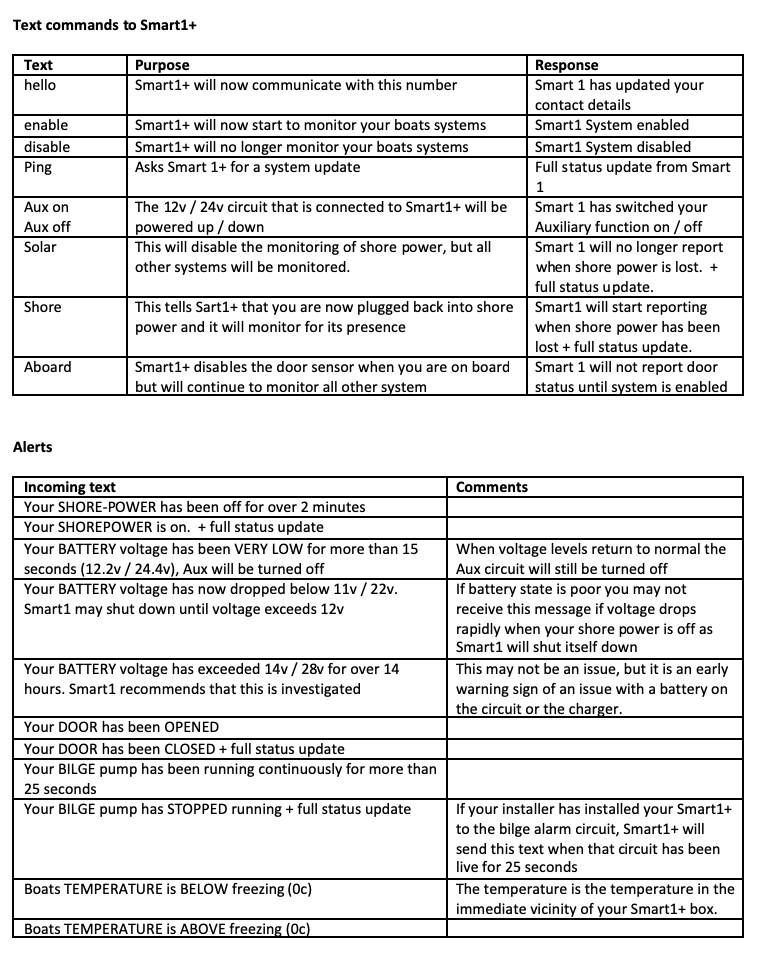 Text commands to Smart1+
Text Purpose Response
hello Smart1+ will now communicate with this number Smart 1 has updated your
contact details
enable Smart1+ will now start to monitor your boats systems Smart1 System enabled
disable Smart1+ will no longer monitor your boats systems Smart1 System disabled
Ping Asks Smart 1+ for a system update Full status update from Smart
1
Aux on The 12v / 24v circuit that is connected to Smart1+ will be Smart 1 has switched your
Aux off powered up / down Auxiliary function on / off
Solar This will disable the monitoring of shore power, but all Smart 1 will no longer report
other systems will be monitored. when shore power is lost. +
full status update.
Shore This tells Sart1+ that you are now plugged back into shore Smart1 will start reporting
power and it will monitor for its presence when shore power has been
lost + full status update.
Aboard Smart1+ disables the door sensor when you are on board Smart 1 will not report door
but will continue to monitor all other system status until system is enabled
Alerts
Incoming text Comments
Your SHORE-POWER has been off for over 2 minutes
Your SHOREPOWER is on. + full status update
Your BATTERY voltage has been VERY LOW for more than 15 When voltage levels return to normal the
seconds (12.2v / 24.4v), Aux will be turned off Aux circuit will still be turned off
Your BATTERY voltage has now dropped below 11v / 22v. If battery state is poor you may not
Smart1 may shut down until voltage exceeds 12v receive this message if voltage drops
rapidly when your shore power is off as
Smart1 will shut itself down
Your BATTERY voltage has exceeded 14v / 28v for over 14 This may not be an issue, but it is an early
hours. Smart1 recommends that this is investigated warning sign of an issue with a battery on
the circuit or the charger.
Your DOOR has been OPENED
Your DOOR has been CLOSED + full status update
Your BILGE pump has been running continuously for more than
25 seconds
Your BILGE pump has STOPPED running + full status update If your installer has installed your Smart1+
to the bilge alarm circuit, Smart1+ will
send this text when that circuit has been
live for 25 seconds
Boats TEMPERATURE is BELOW freezing (0c) The temperature is the temperature in the
immediate vicinity of your Smart1+ box.
Boats TEMPERATURE is ABOVE freezing (0c)